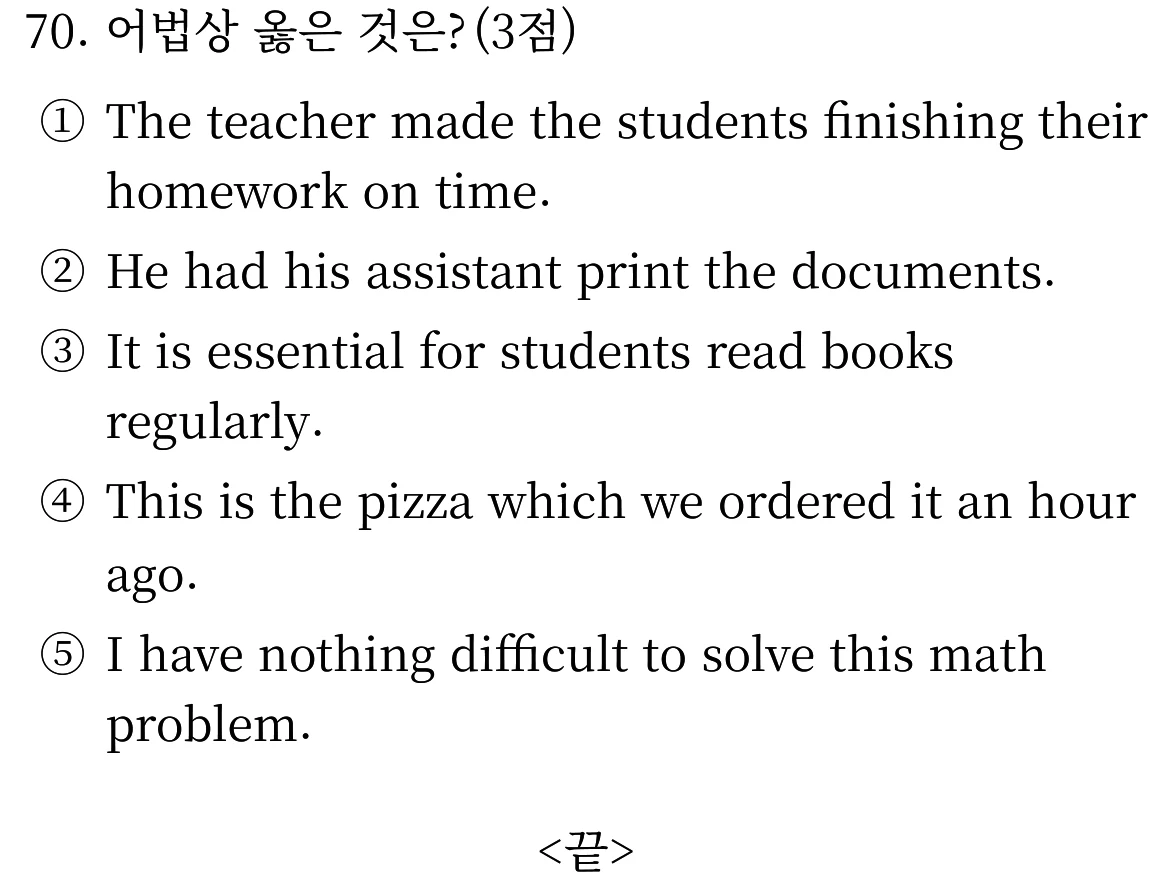 70. 어법상 옳은 것은? (3점)
① The teacher made the students finishing their
homework on time.
② He had his assistant print the documents.
③ It is essential for students read books
regularly.
④ This is the pizza which we ordered it an hour
ago.
⑤ I have nothing difficult to solve this math
problem.
<끝>